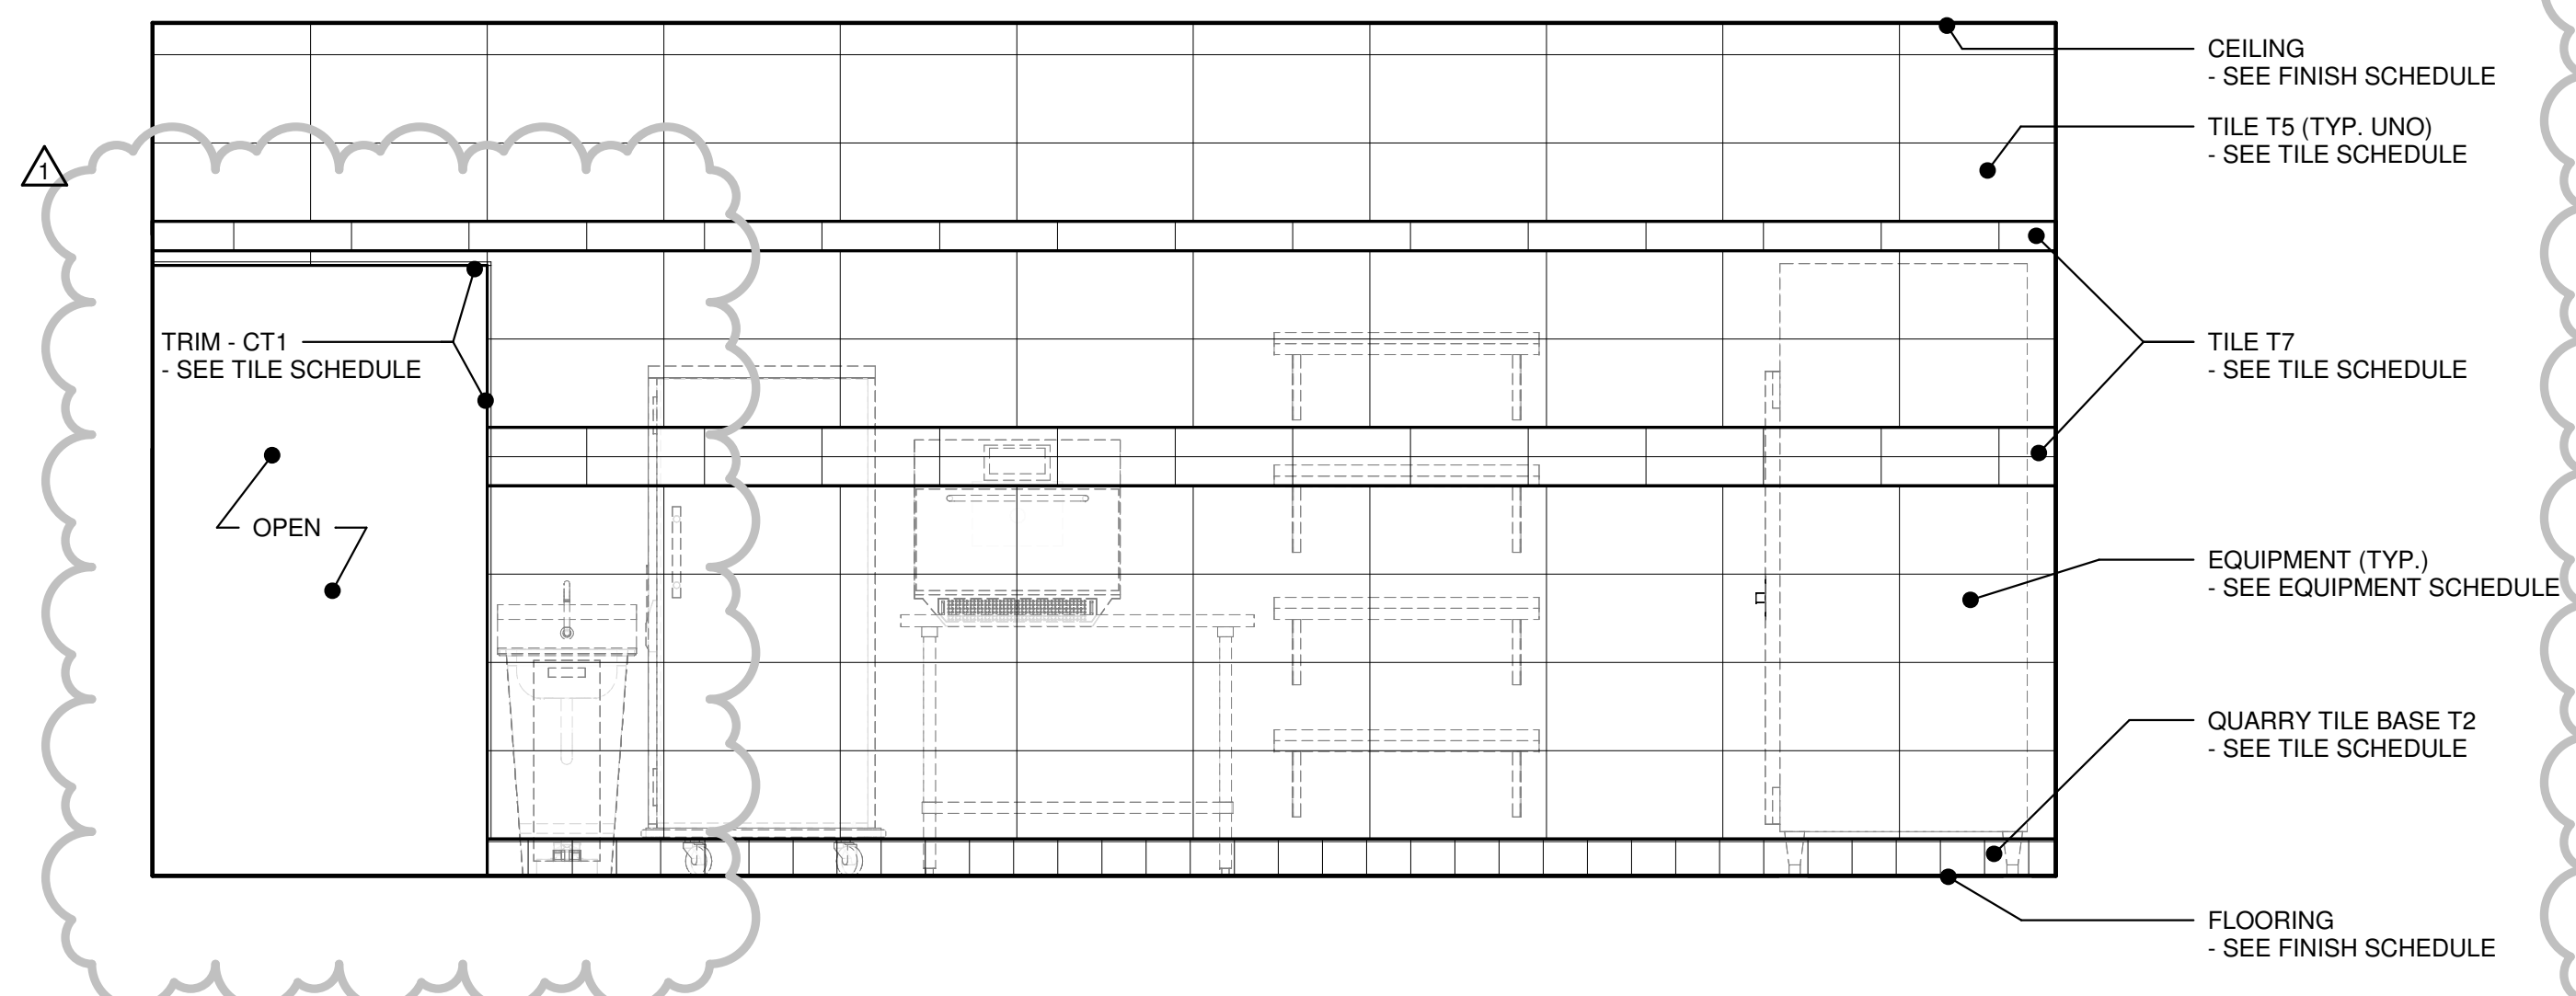 CEILING
- SEE FINISH SCHEDULE
TILE T5 (TYP. UNO)
- SEE TILE SCHEDULE
1
TRIM - CT1
- SEE TILE SCHEDULE
TILE T7
- SEE TILE SCHEDULE
OPEN
EQUIPMENT (TYP.)
- SEE EQUIPMENT SCHEDULE
QUARRY TILE BASE T2
- SEE TILE SCHEDULE
FLOORING
- SEE FINISH SCHEDULE